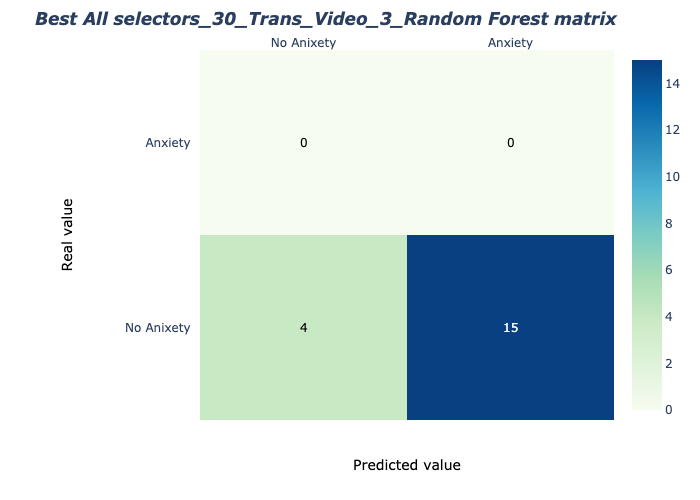 Best All selectors_30_Trans_Video_3_Random Forest matrix
No Anixety Anxiety
Anxiety 0 0
No Anixety 4 15
Real value
Predicted value
14
12
10
8
6
4
2
0